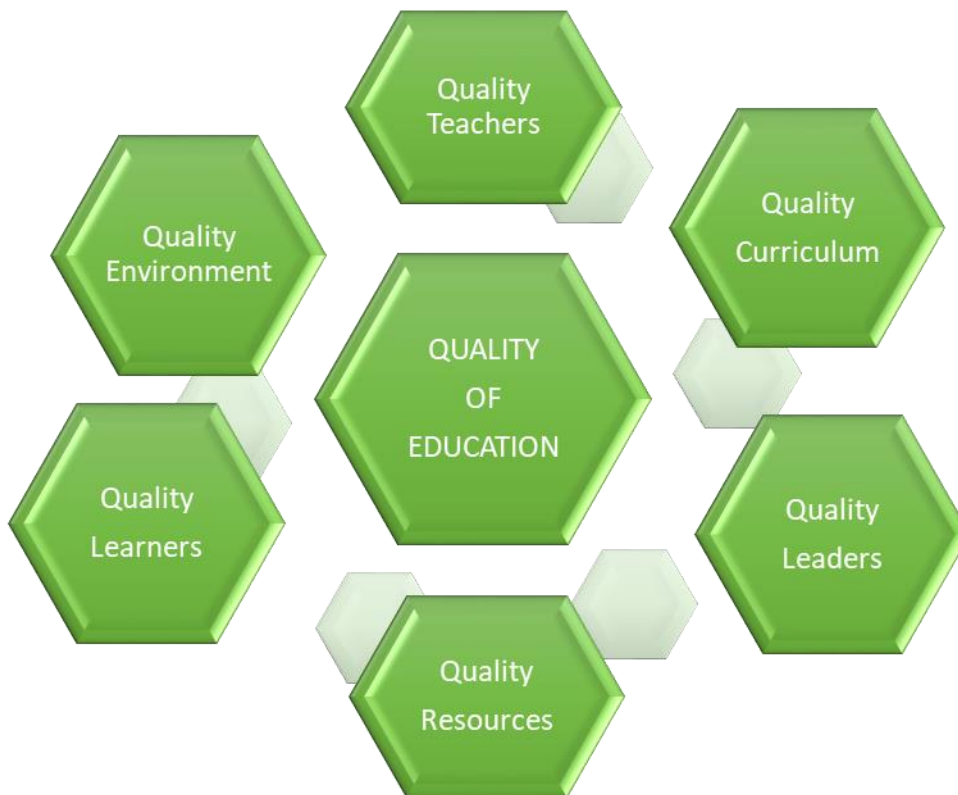 Quality
Teachers
Quality
Curriculum
Quality
Environment
QUALITY
OF
EDUCATION
Quality
Learners
Quality
Leaders
Quality
Resources